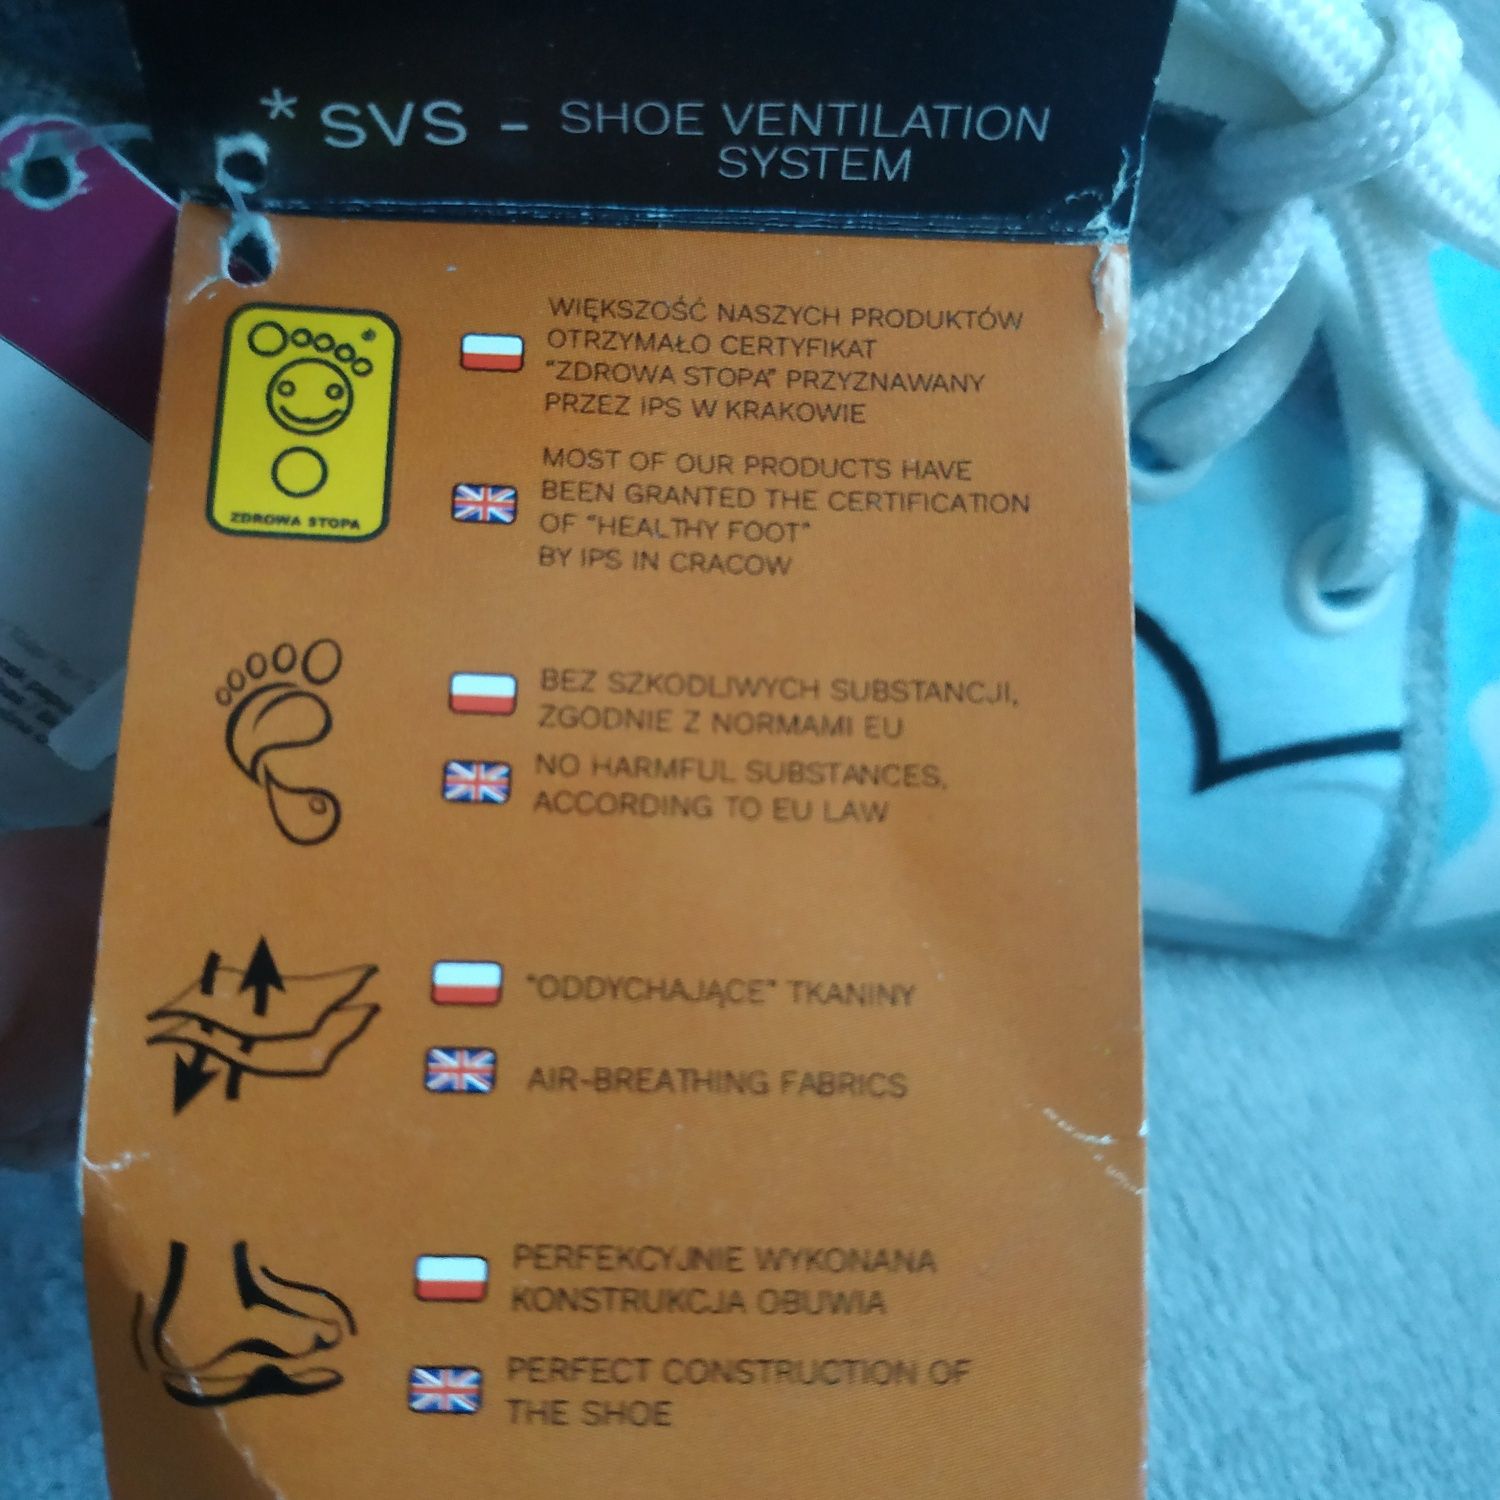 * SVS - SHOE VENTILATION
SYSTEM
WIĘKSZOŚĆ NASZYCH PRODUKTÓW
OTRZYMAŁO CERTYFIKAT
"ZDROWA STOPA" PRZYZNAWANY
PRZEZ IPS W KRAKOWIE
ZDROWA STOPA
MOST OF OUR PRODUCTS HAVE
BEEN GRANTED THE CERTIFICATION
OF "HEALTHY FOOT"
BY IPS IN CRACOW
BEZ SZKODLIWYCH SUBSTANCJI,
ZGODNIE Z NORMAMI EU
NO HARMFUL SUBSTANCES,
ACCORDING TO EU LAW
"ODDYCHAJĄCE" TKANINY
AIR-BREATHING FABRICS
PERFEKCYJNIE WYKONANA
KONSTRUKCJA OBUWIA
PERFECT CONSTRUCTION OF
THE SHOE